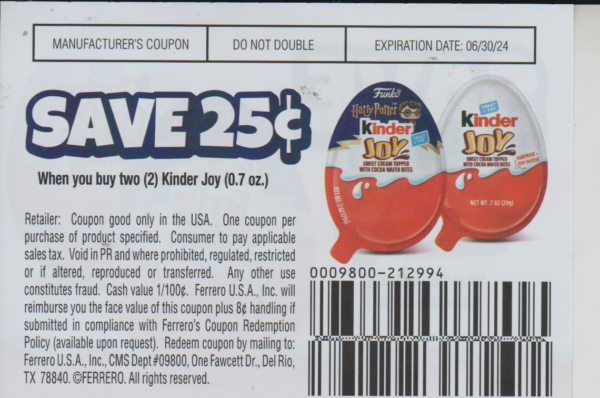 MANUFACTURER'S COUPON
DO NOT DOUBLE
EXPIRATION DATE: 06/30/24
SAVE 25¢
When you buy two (2) Kinder Joy (0.7 oz.)
Retailer: Coupon good only in the USA. One coupon per
purchase of product specified. Consumer to pay applicable
sales tax. Void in PR and where prohibited, regulated, restricted
or if altered, reproduced or transferred. Any other use
constitutes fraud. Cash value 1/100¢. Ferrero U.S.A., Inc. will
reimburse you the face value of this coupon plus 8¢ handling if
submitted in compliance with Ferrero's Coupon Redemption
Policy (available upon request). Redeem coupon by mailing to:
Ferrero U.S.A., Inc., CMS Dept #09800, One Fawcett Dr., Del Rio,
TX 78840. ©FERRERO. All rights reserved.
Funko
Harry Potter
kinder
JOY
SWEET CREAM TOPPED
WITH COCOA WAFER BITES
kinder
JOY
SWEET CREAM TOPPED
WITH COCOA WAFER BITES
NET WT .7 OZ (20g)
0009800-212994